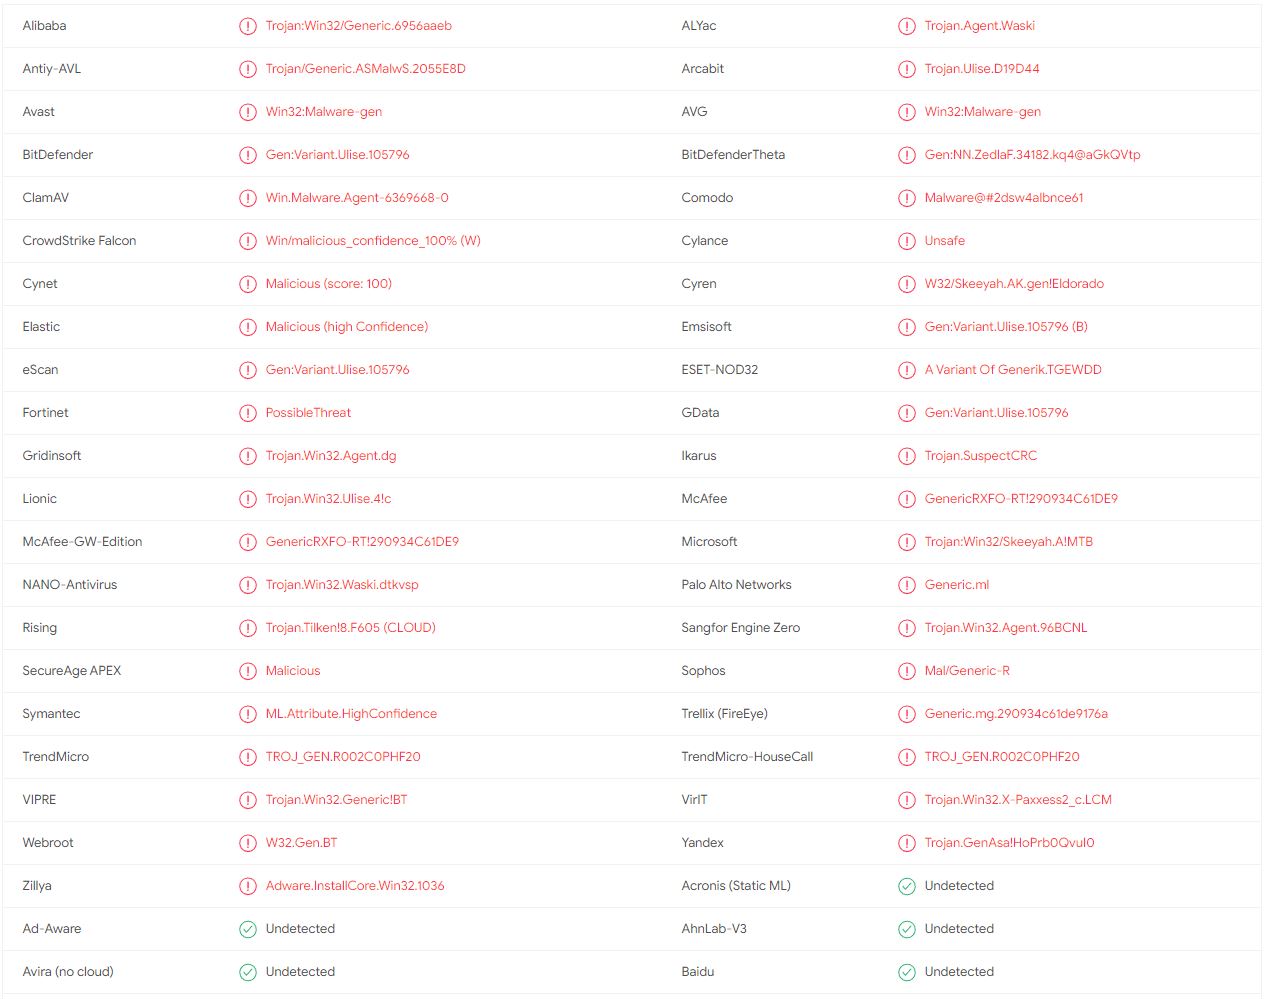 Alibaba Trojan:Win32/Generic.6956aaeb ALYac Trojan.Agent.Waski
Antiy-AVL Trojan/Generic.ASMalwS.2055E8D Arcabit Trojan.Ulise.D19D44
Avast Win32:Malware-gen AVG Win32:Malware-gen
BitDefender Gen:Variant.Ulise.105796 BitDefenderTheta Gen:NN.ZedlaF.34182.kq4@aGkQVtp
ClamAV Win.Malware.Agent-6369668-0 Comodo Malware@#2dsw4albnce61
CrowdStrike Falcon Win/malicious_confidence_100% (W) Cylance Unsafe
Cynet Malicious (score: 100) Cyren W32/Skeeyah.AK.gen!Eldorado
Elastic Malicious (high Confidence) Emsisoft Gen:Variant.Ulise.105796 (B)
eScan Gen:Variant.Ulise.105796 ESET-NOD32 A Variant Of Generik.TGEWDD
Fortinet PossibleThreat GData Gen:Variant.Ulise.105796
Gridinsoft Trojan.Win32.Agent.dg Ikarus Trojan.SuspectCRC
Lionic Trojan.Win32.Ulise.4!c McAfee GenericRXFO-RT!290934C61DE9
McAfee-GW-Edition GenericRXFO-RT!290934C61DE9 Microsoft Trojan:Win32/Skeeyah.A!MTB
NANO-Antivirus Trojan.Win32.Waski.dtkvsp Palo Alto Networks Generic.ml
Rising Trojan.Tilken!8.F605 (CLOUD) Sangfor Engine Zero Trojan.Win32.Agent.96BCNL
SecureAge APEX Malicious Sophos Mal/Generic-R
Symantec ML.Attribute.HighConfidence Trellix (FireEye) Generic.mg.290934c61de9176a
TrendMicro TROJ_GEN.R002C0PHF20 TrendMicro-HouseCall TROJ_GEN.R002C0PHF20
VIPRE Trojan.Win32.Generic!BT VirIT Trojan.Win32.X-Paxxess2_c.LCM
Webroot W32.Gen.BT Yandex Trojan.GenAsa!HoPrb0QvuI0
Zillya Adware.InstallCore.Win32.1036 Acronis (Static ML) Undetected
Ad-Aware Undetected AhnLab-V3 Undetected
Avira (no cloud) Undetected Baidu Undetected